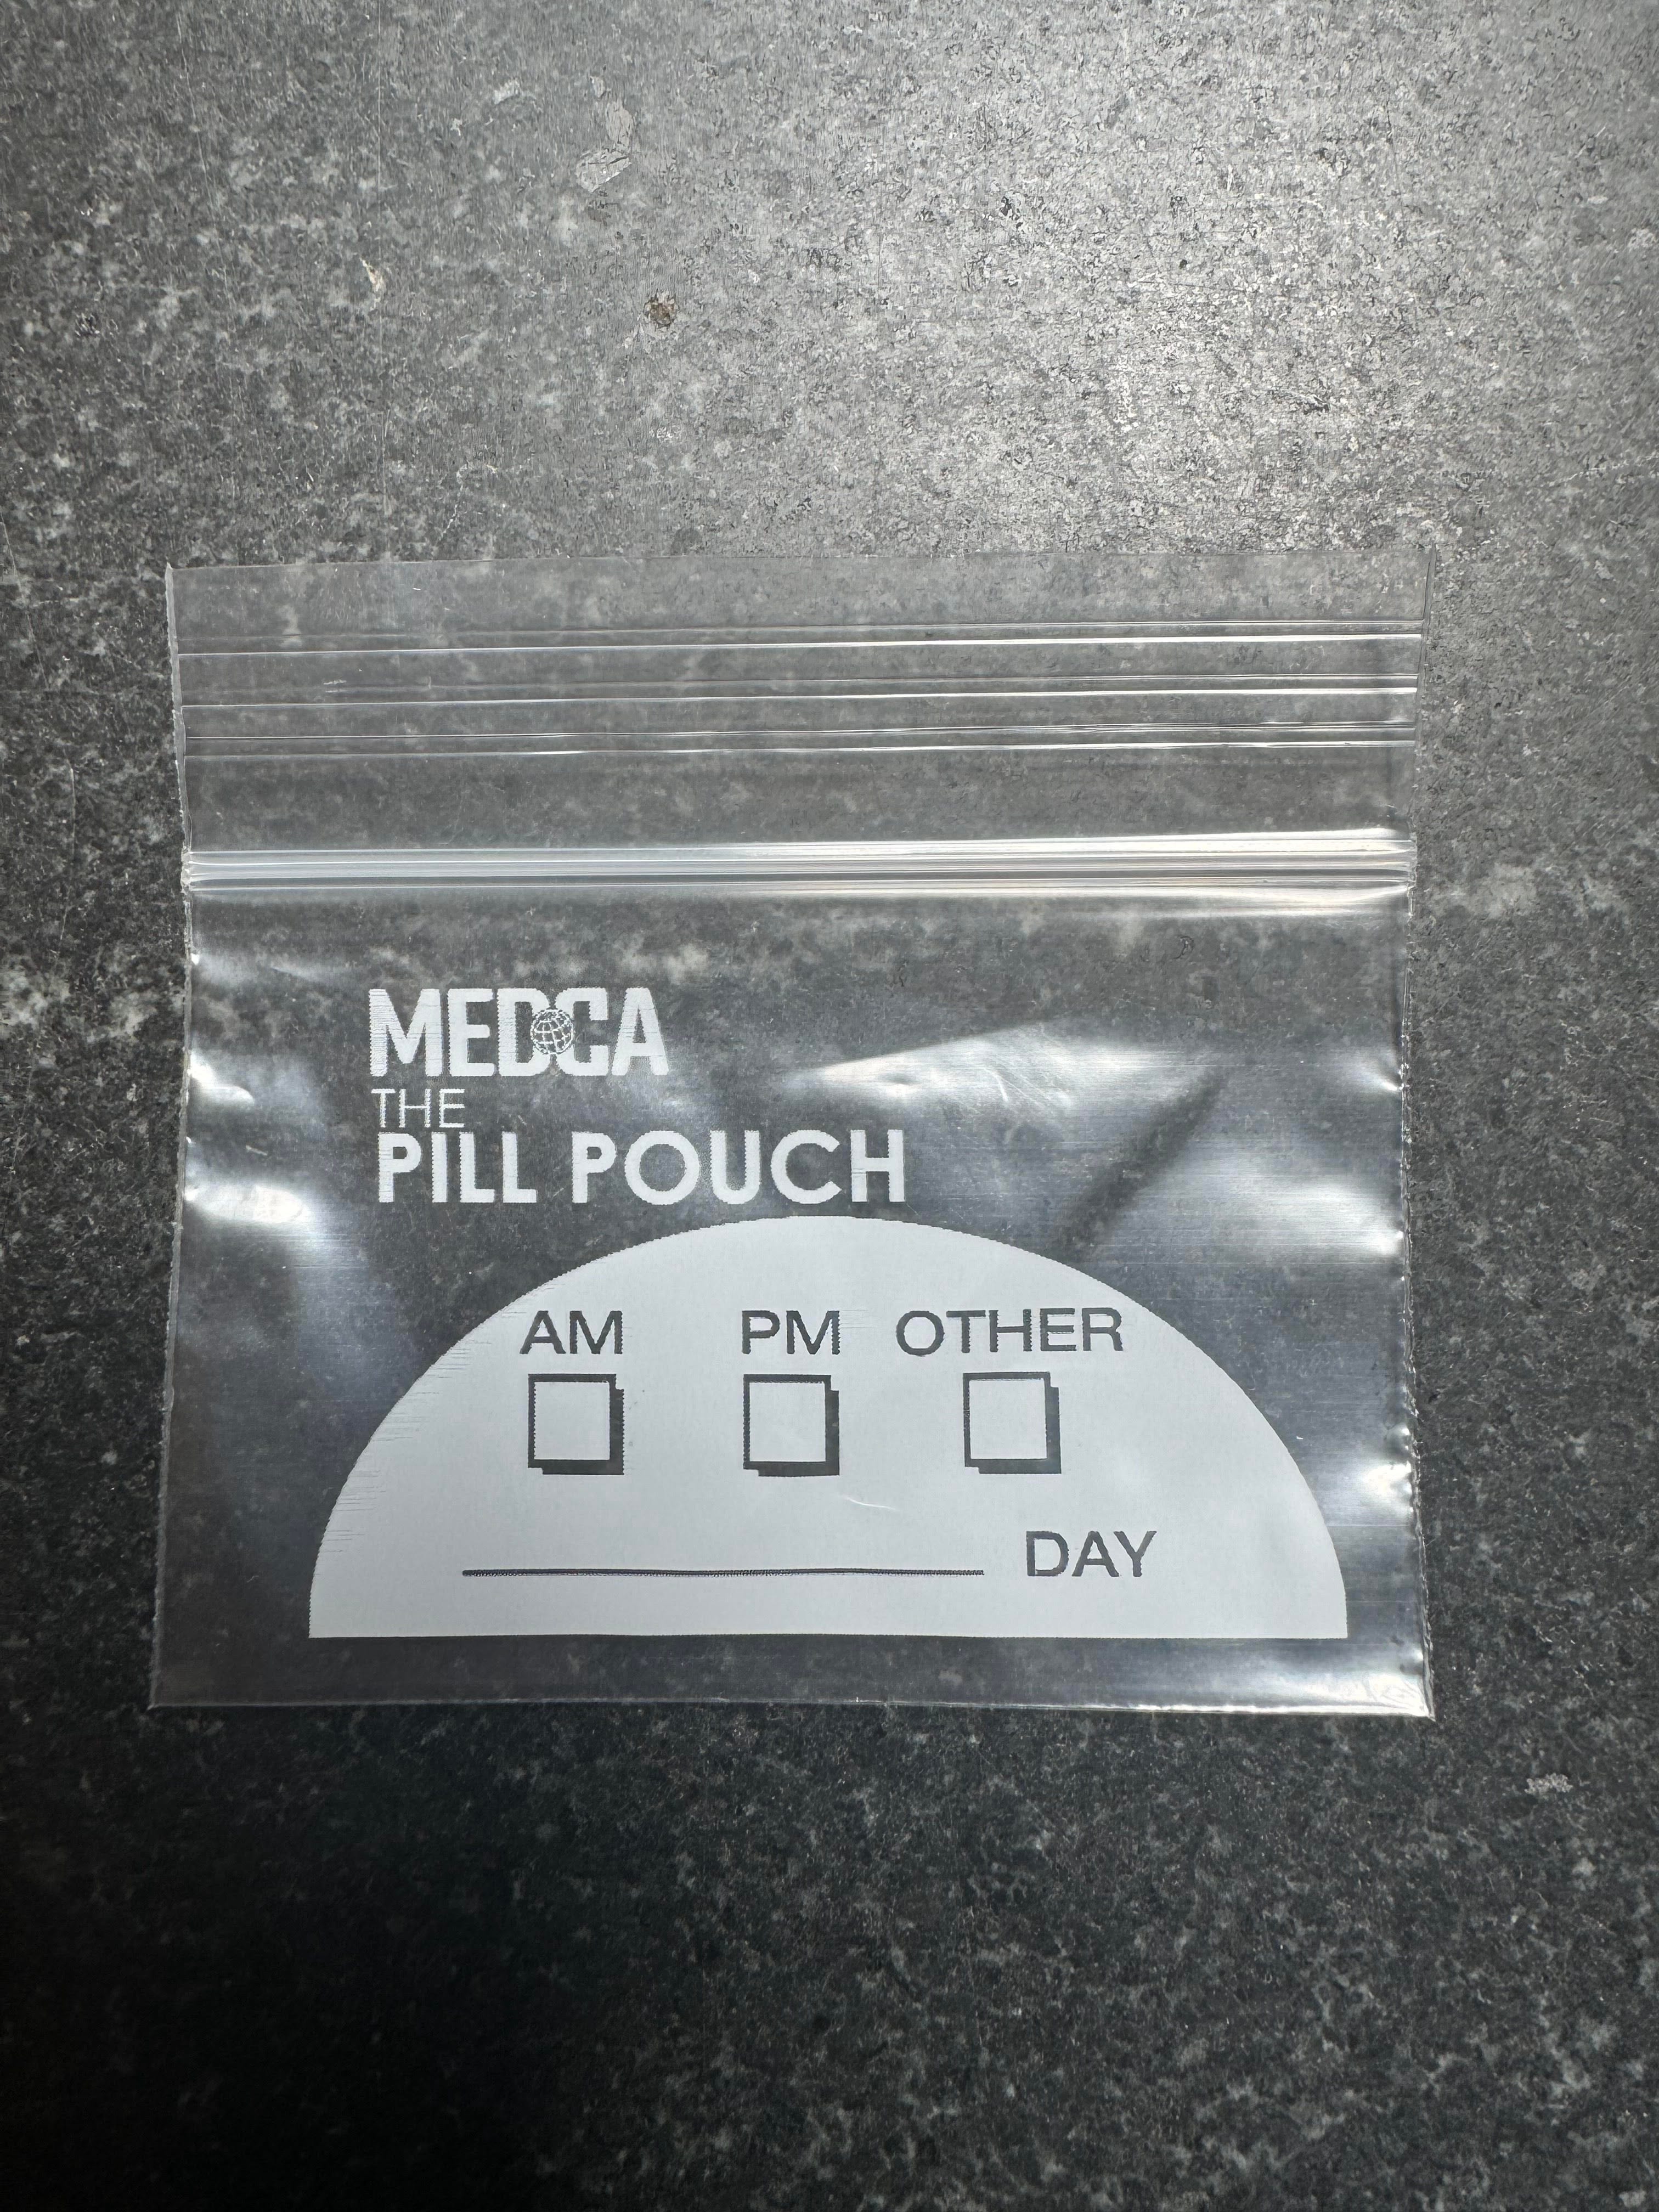 MEDCA
THE
PILL POUCH
AM PM OTHER
DAY